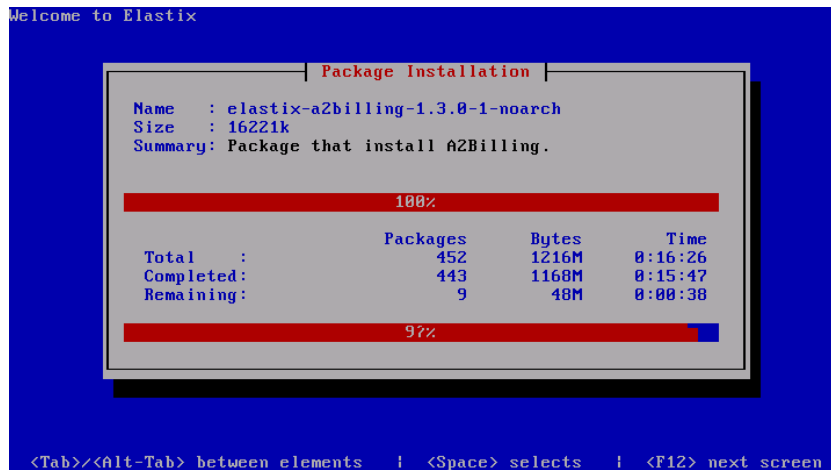 Welcome to Elastix
Package Installation
Name : elastix-a2billing-1.3.0-1-noarch
Size : 16221k
Summary: Package that install A2Billing.
100%
Packages Bytes Time
Total : 452 1216M 0:16:26
Completed: 443 1168M 0:15:47
Remaining: 9 48M 0:00:38
97%
<Tab>/<Alt-Tab> between elements | <Space> selects | <F12> next screen